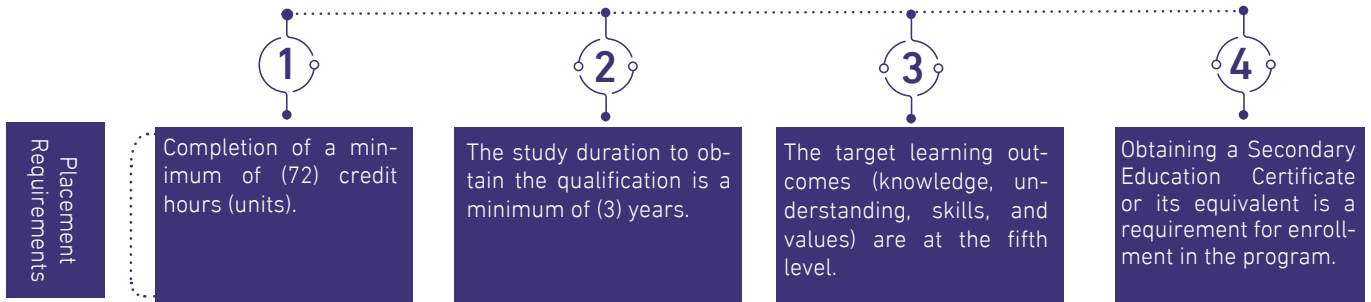 1
2
3
4
Placement
Requirements
Completion of a min-
imum of (72) credit
hours (units).
The study duration to ob-
tain the qualification is a
minimum of (3) years.
The target learning out-
comes (knowledge, un-
derstanding, skills, and
values) are at the fifth
level.
Obtaining a Secondary
Education Certificate
or its equivalent is a
requirement for enroll-
ment in the program.